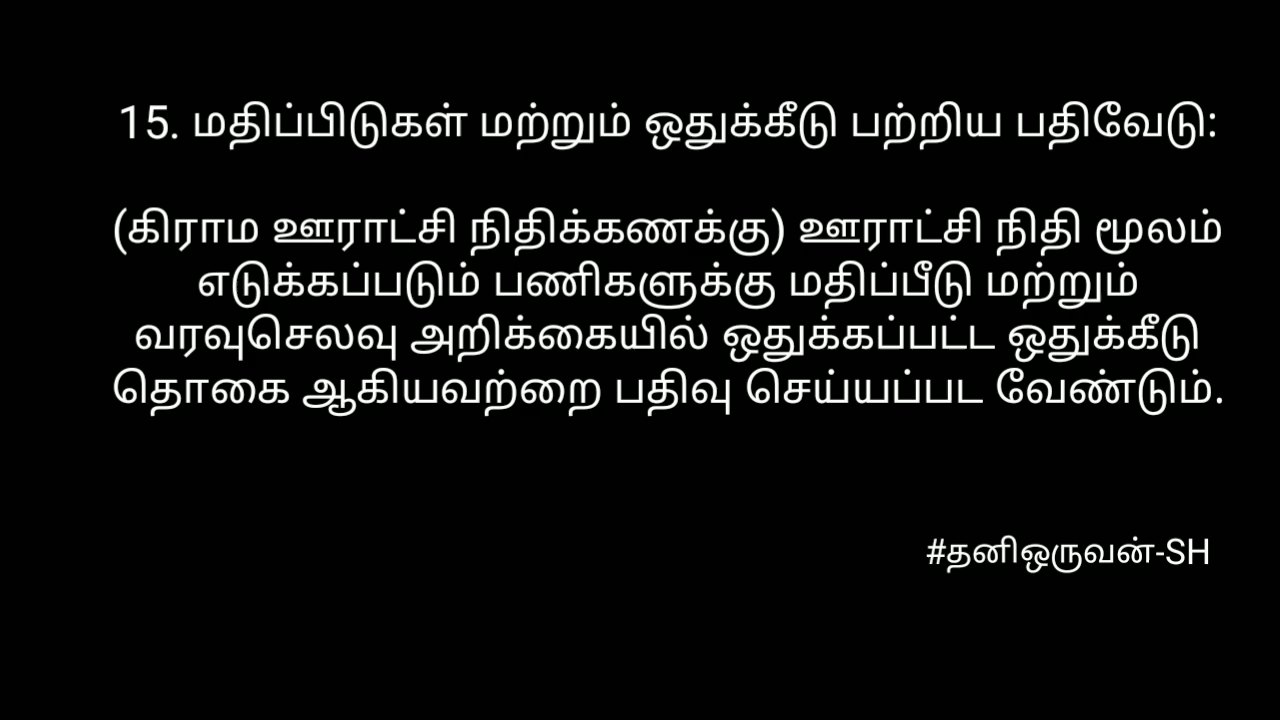 15. மதிப்பிடுகள் மற்றும் ஒதுக்கீடு பற்றிய பதிவேடு:
(கிராம ஊராட்சி நிதிக்கணக்கு) ஊராட்சி நிதி மூலம்
எடுக்கப்படும் பணிகளுக்கு மதிப்பீடு மற்றும்
வரவுசெலவு அறிக்கையில் ஒதுக்கப்பட்ட ஒதுக்கீடு
தொகை ஆகியவற்றை பதிவு செய்யப்பட வேண்டும்.
#தனிஒருவன்-SH